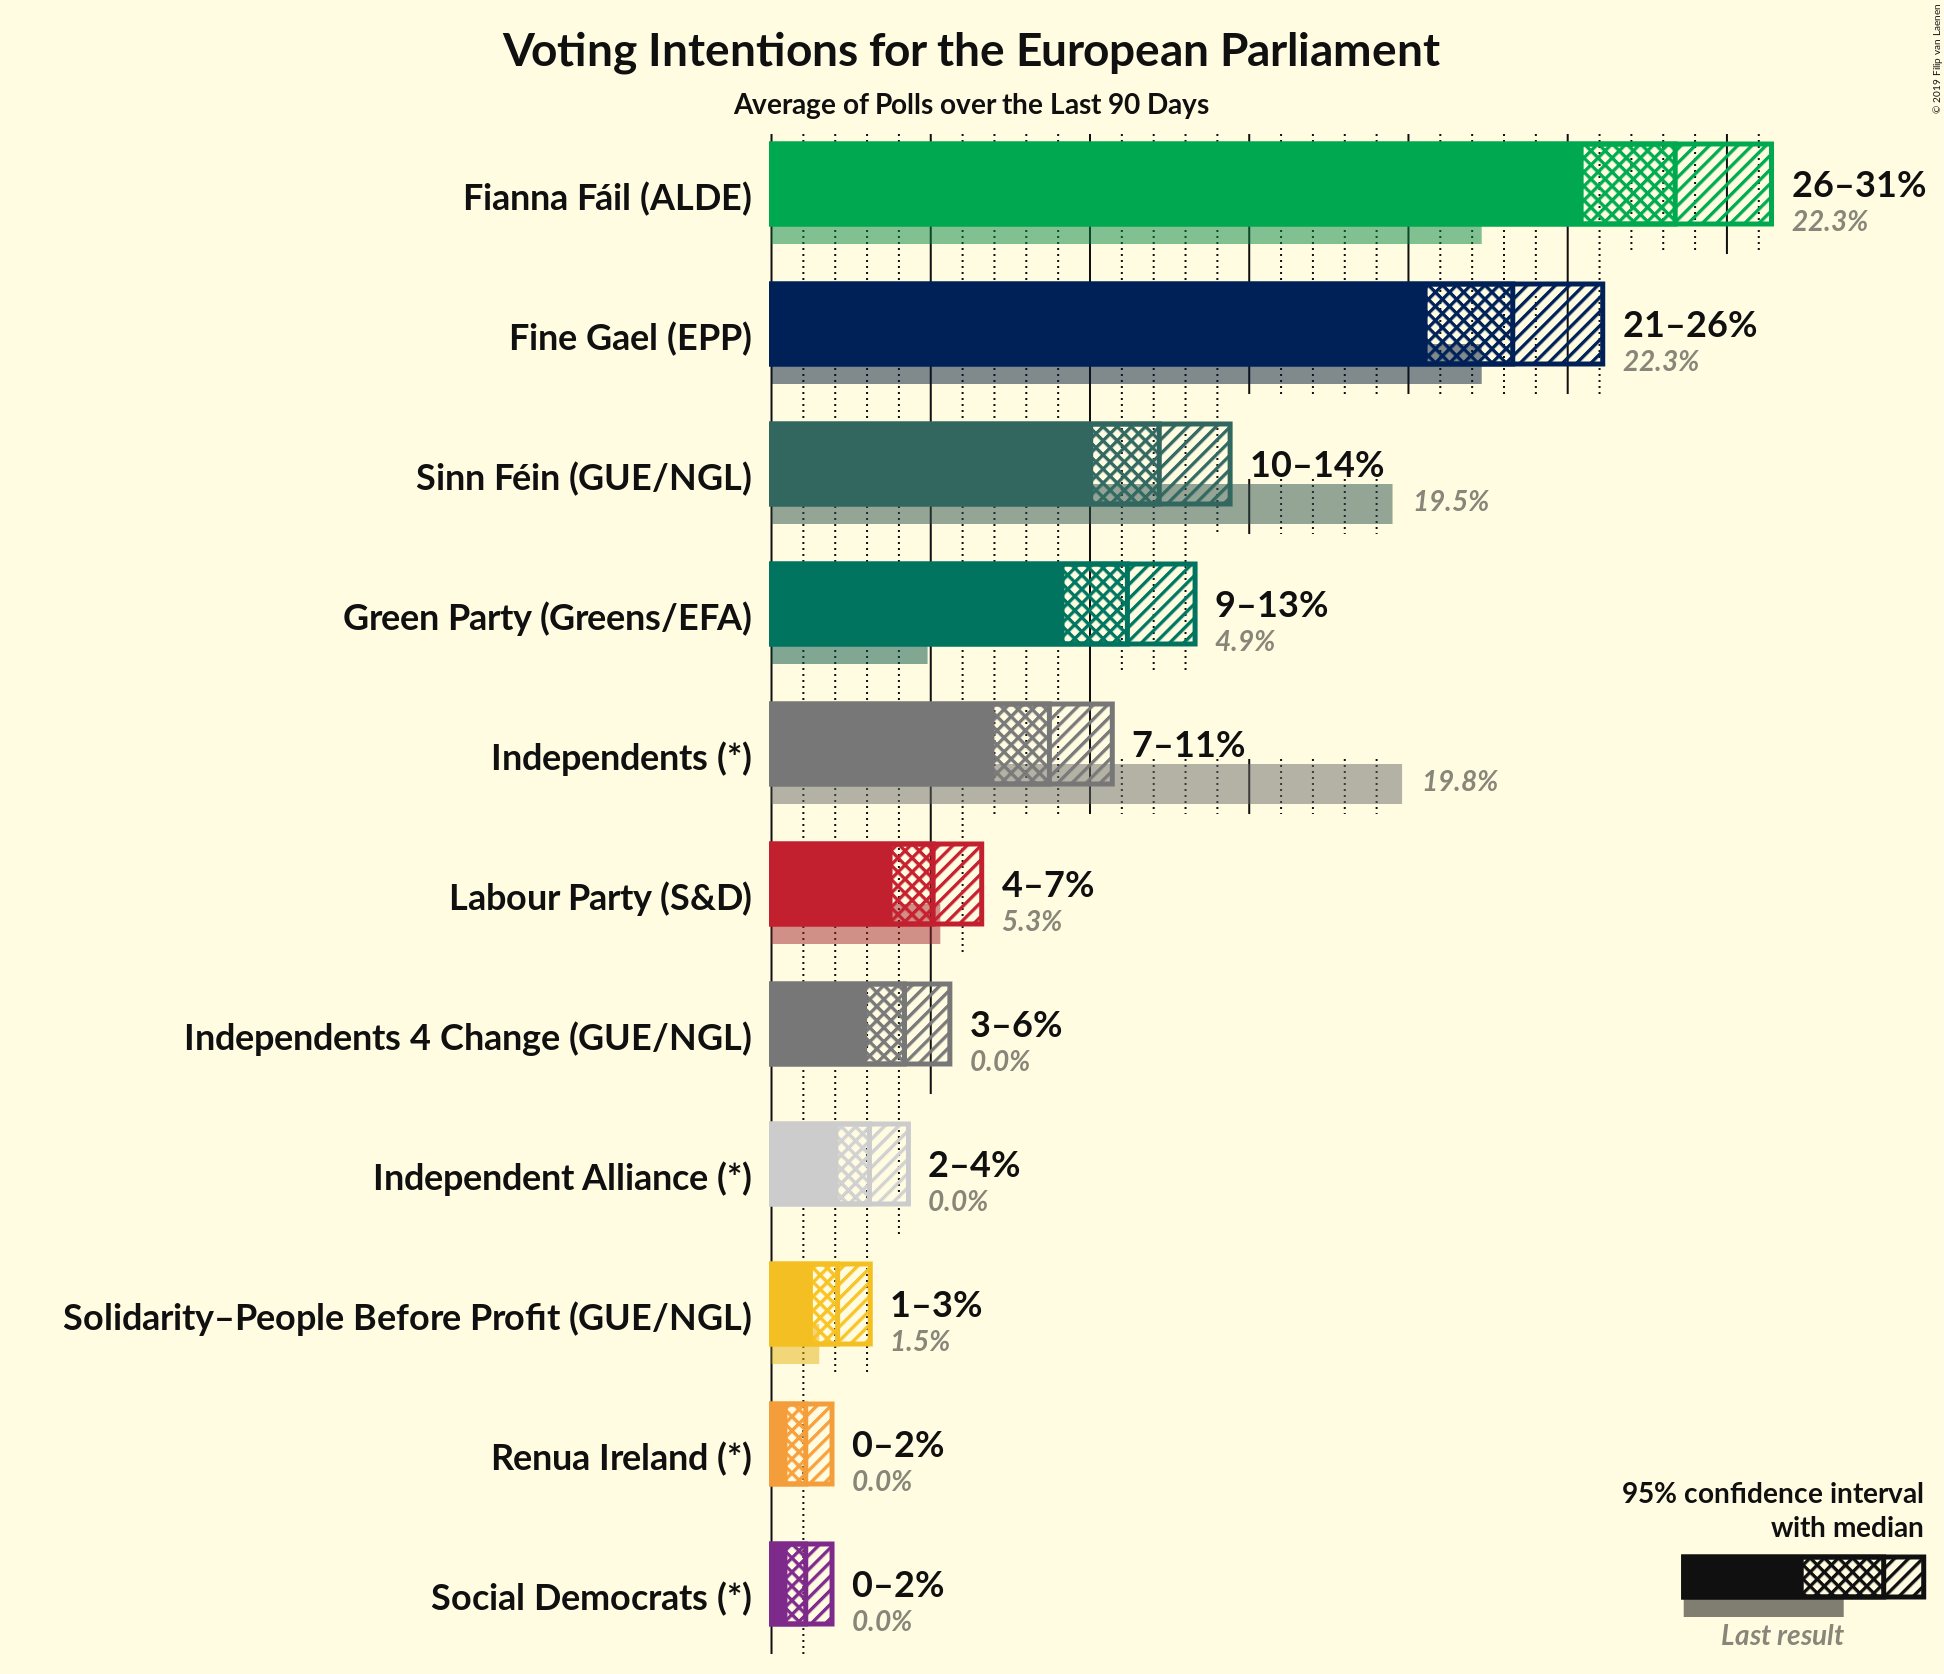 Voting Intentions for the European Parliament
Average of Polls over the Last 90 Days
© 2019 Filip van Laenen
Fianna Fáil (ALDE)
26–31%
22.3%
Fine Gael (EPP)
21–26%
22.3%
Sinn Féin (GUE/NGL)
10–14%
19.5%
Green Party (Greens/EFA)
9–13%
4.9%
Independents (*)
7–11%
19.8%
Labour Party (S&D)
4–7%
5.3%
Independents 4 Change (GUE/NGL)
3–6%
0.0%
Independent Alliance (*)
2–4%
0.0%
Solidarity–People Before Profit (GUE/NGL)
1–3%
1.5%
Renua Ireland (*)
0–2%
0.0%
Social Democrats (*)
0–2%
0.0%
95% confidence interval
with median
Last result